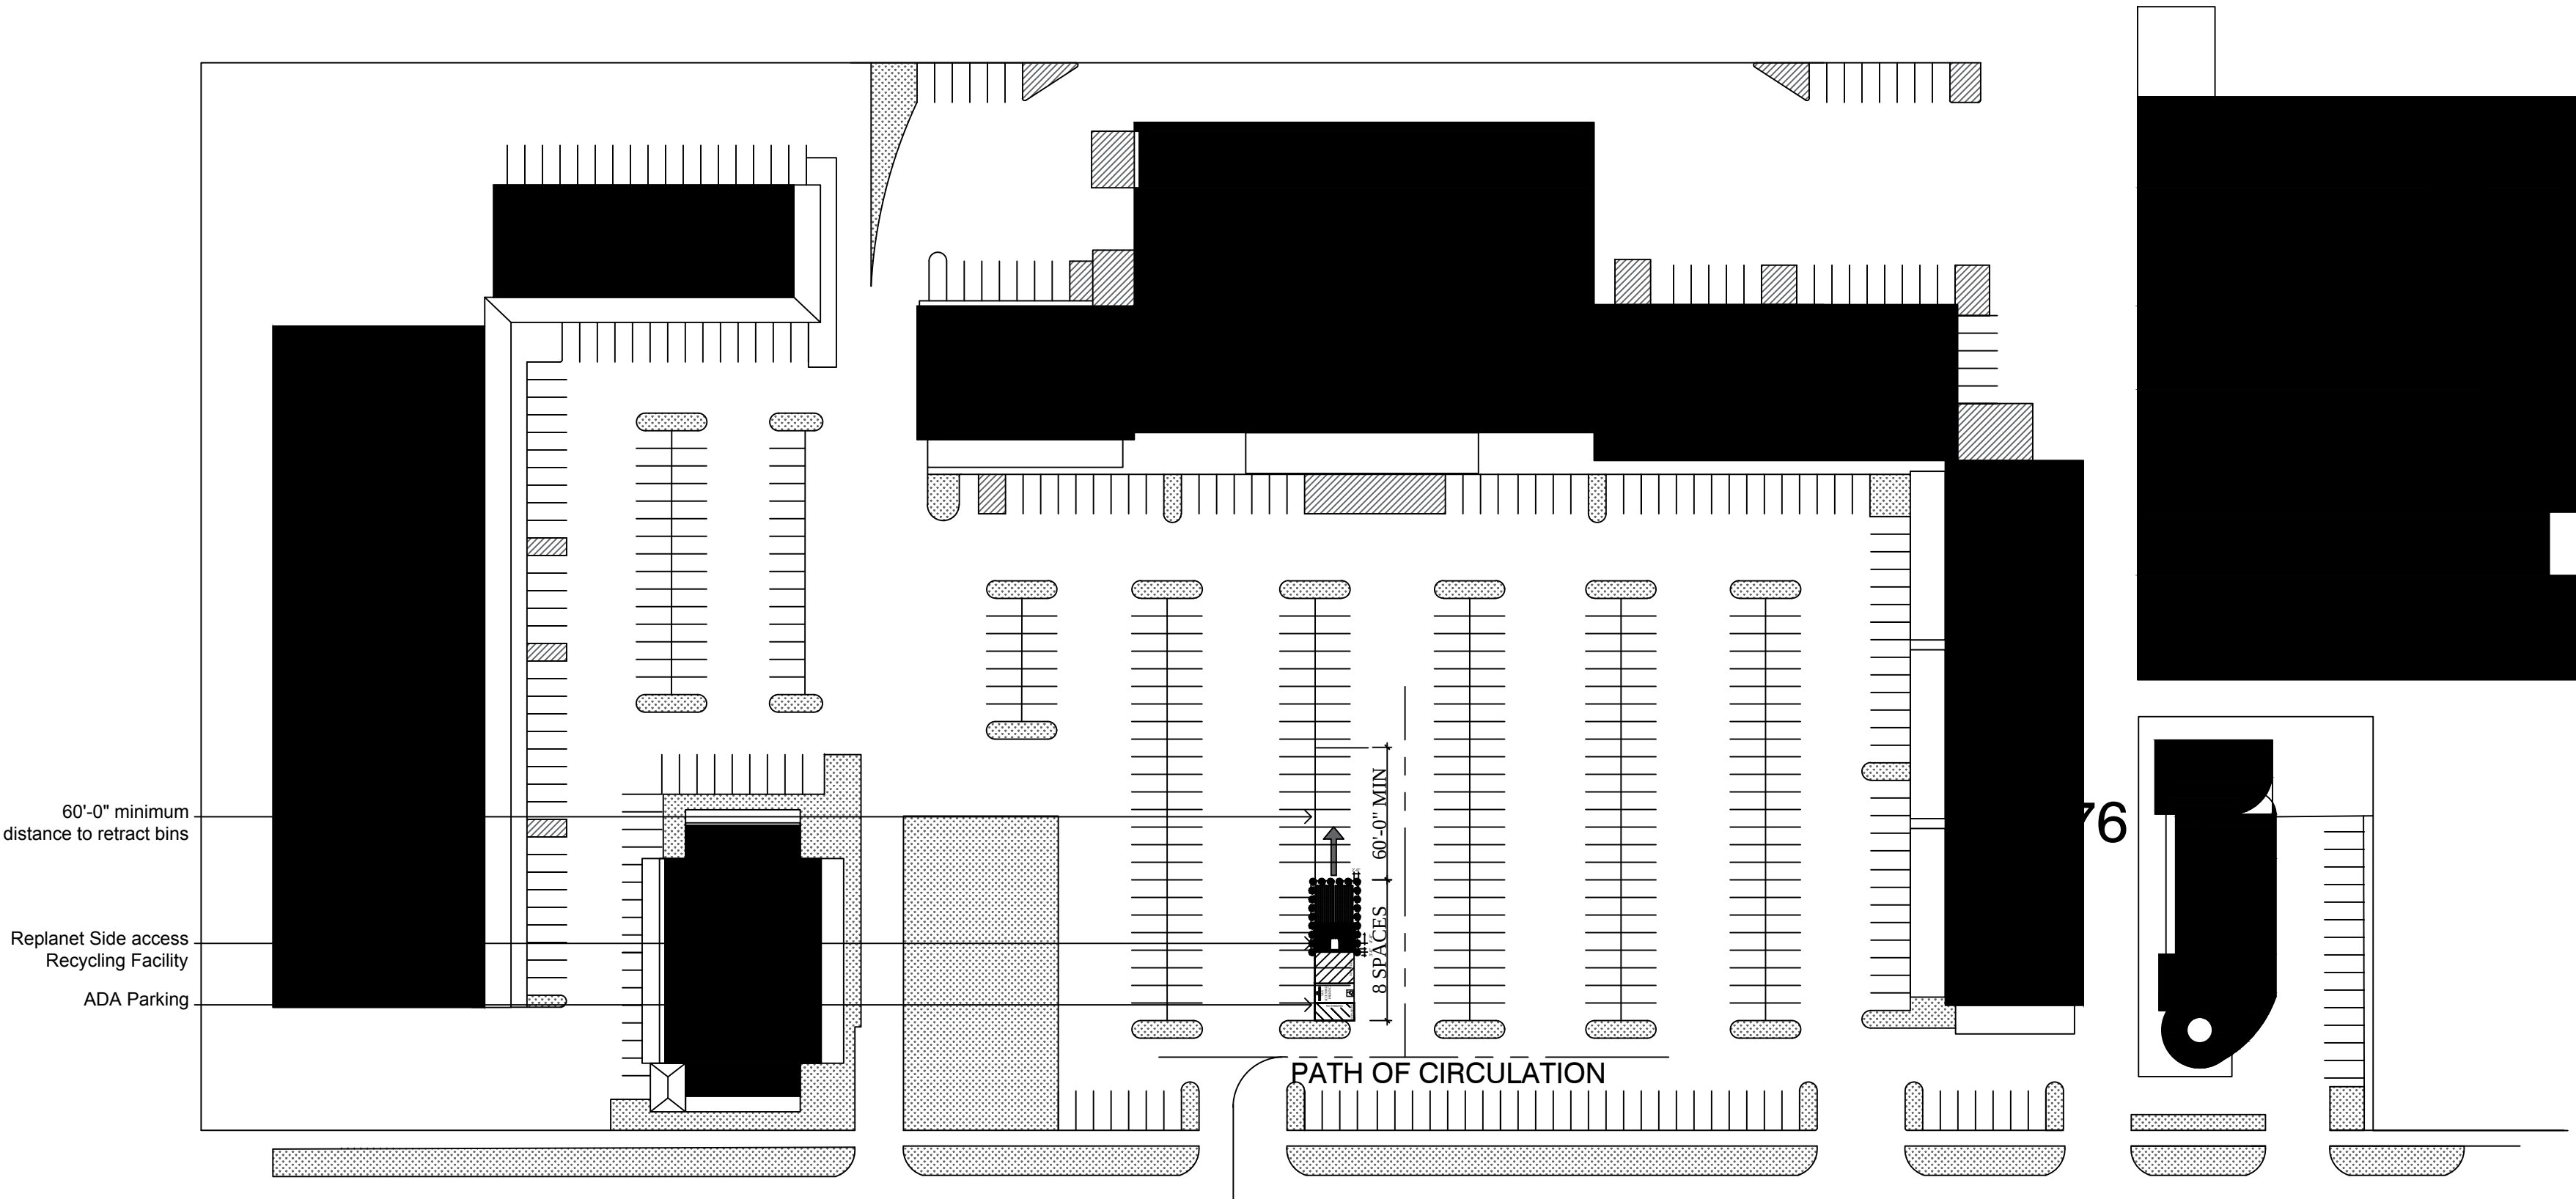 60'-0" minimum
distance to retract bins
Replanet Side access
Recycling Facility
ADA Parking
60'-0" MIN
8 SPACES
76
PATH OF CIRCULATION